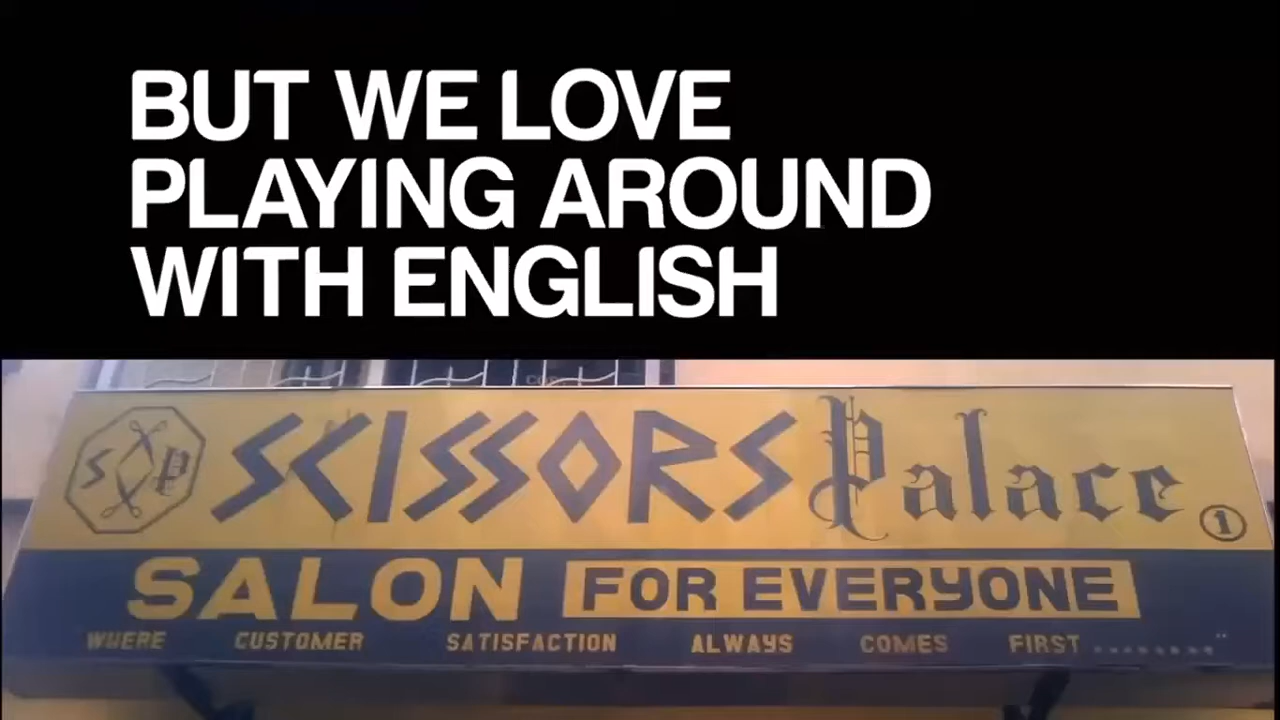 BUT WE LOVE
PLAYING AROUND
WITH ENGLISH
S P SCISSORS Palace 1
SALON FOR EVERYONE
WHERE CUSTOMER SATISFACTION ALWAYS COMES FIRST.........."